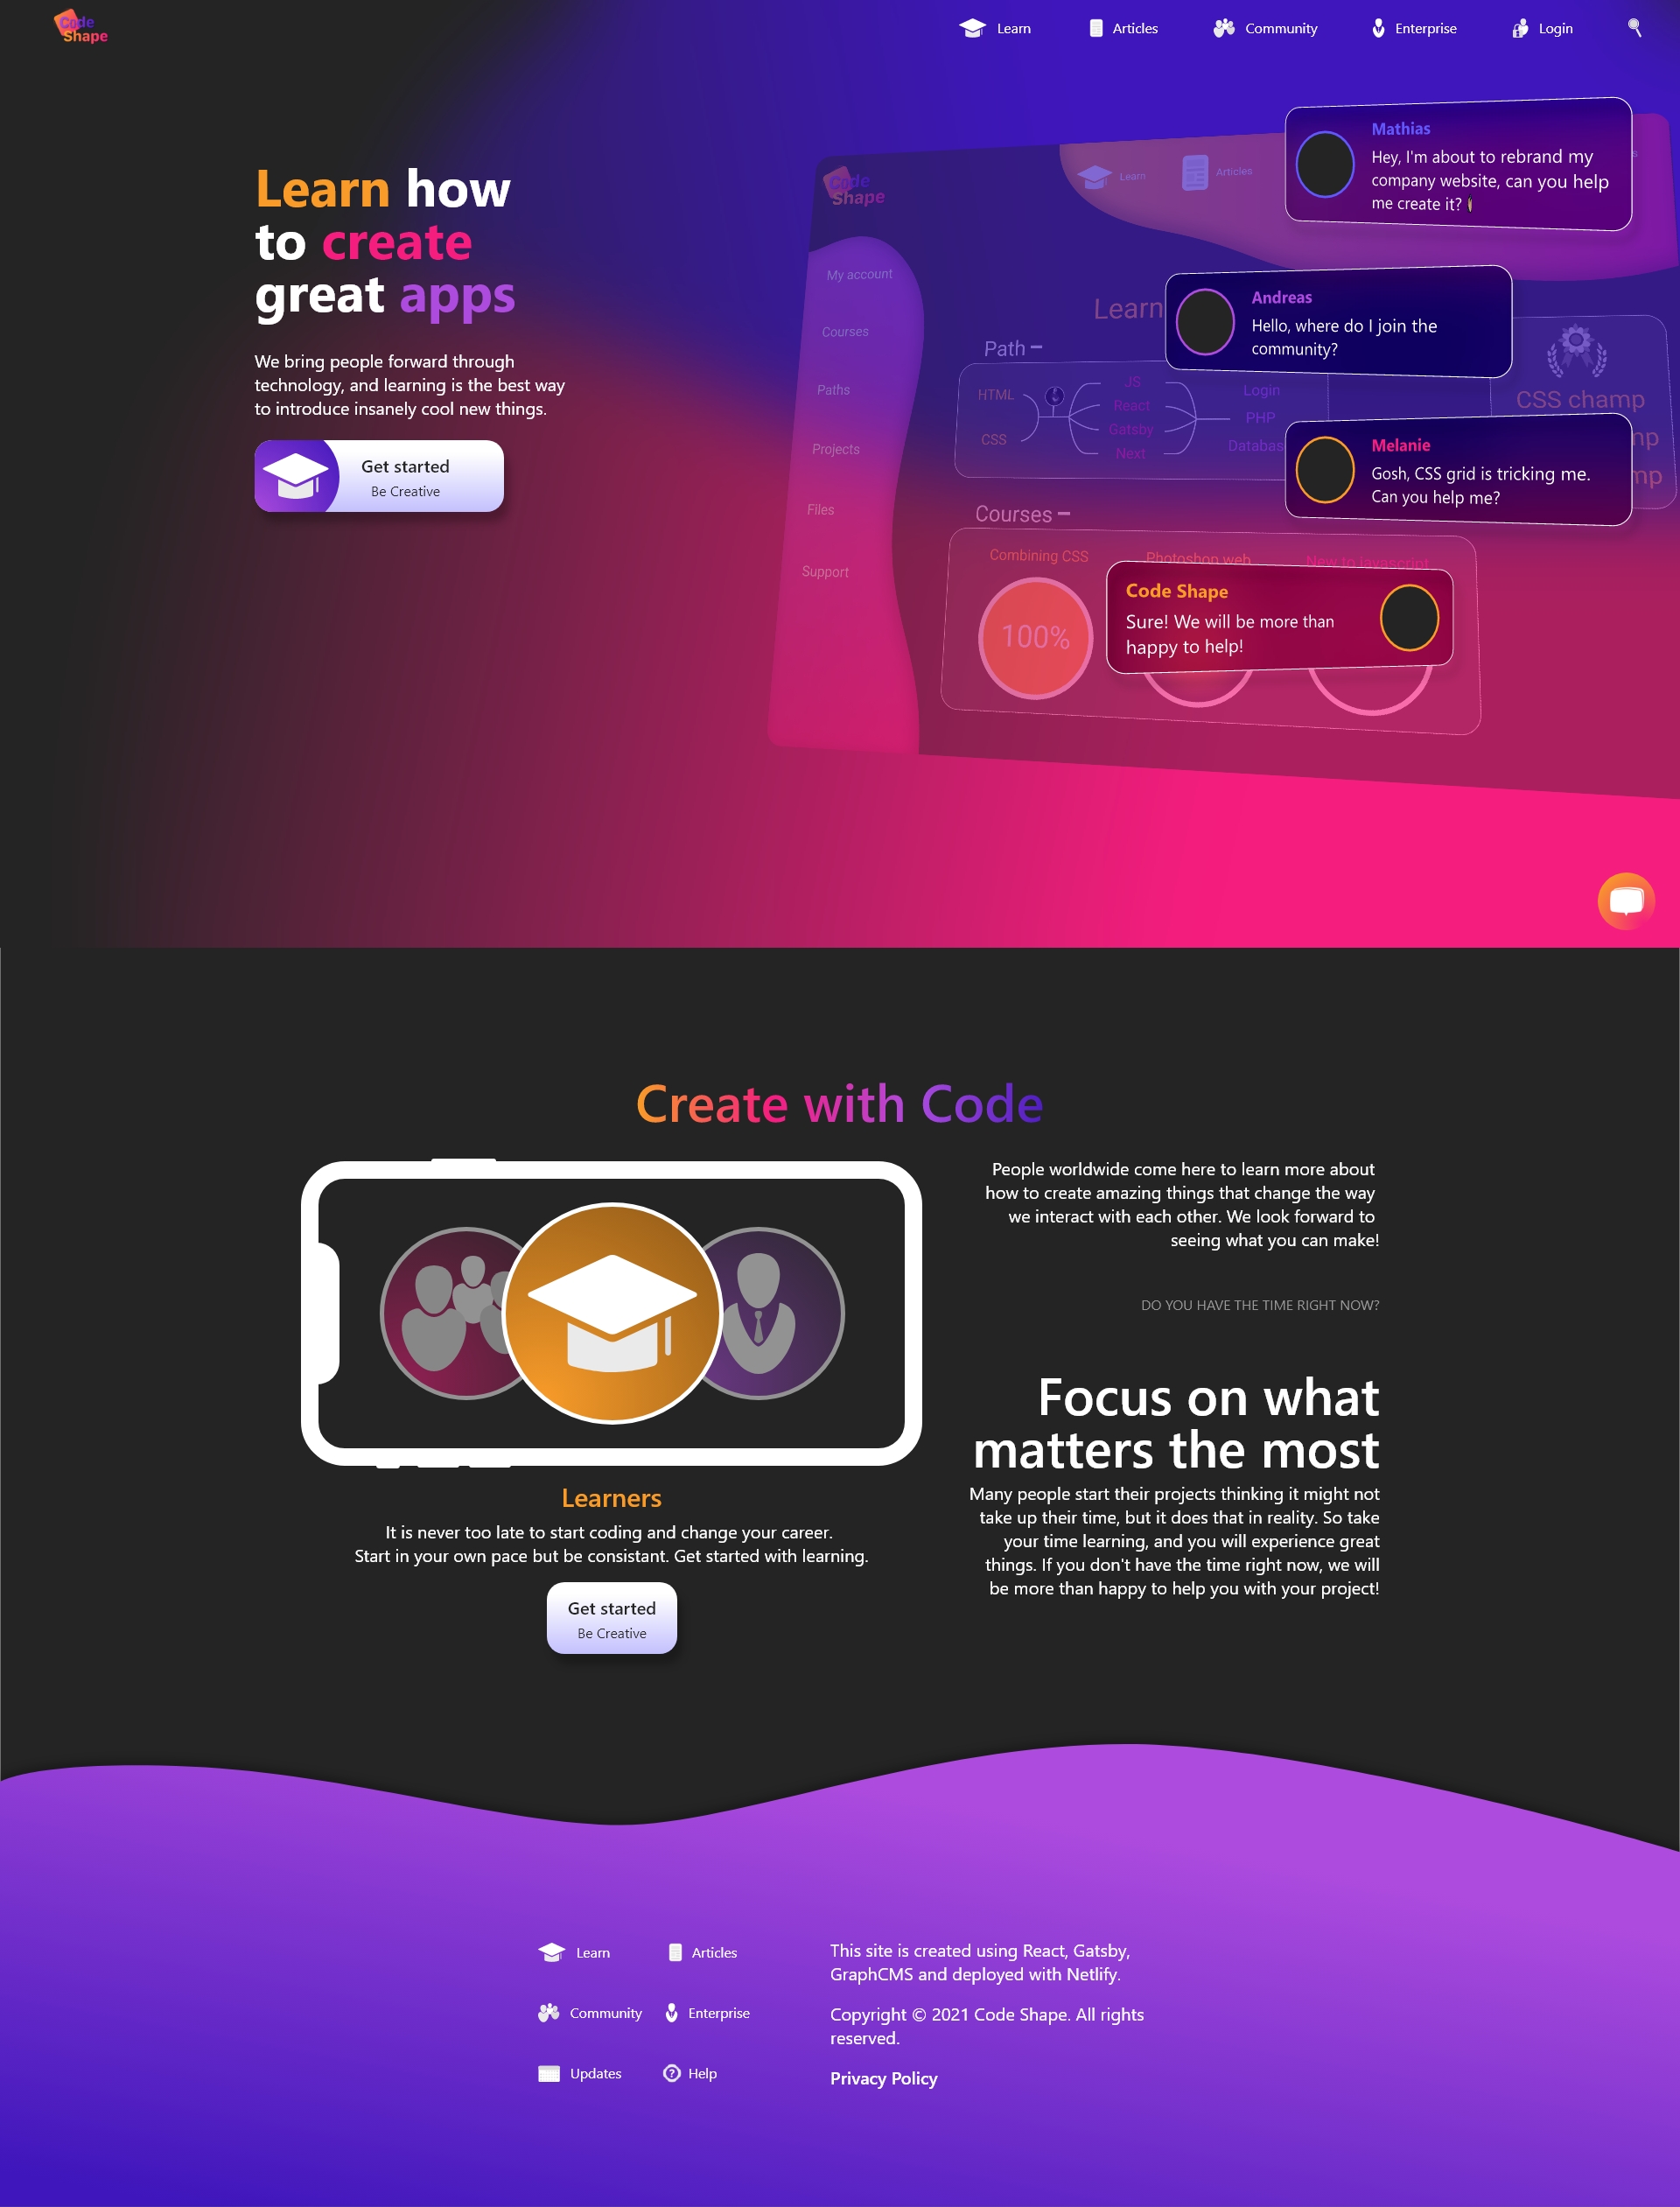 Code
Shape
Learn
Articles
Community
Enterprise
Login
Learn how
to create
great apps
We bring people forward through
technology, and learning is the best way
to introduce insanely cool new things.
Get started
Be Creative
Code
Shape
Learn
Articles
My account
Courses
Paths
Projects
Files
Support
Learn
Path
HTML
CSS
JS
React
Gatsby
Next
Login
PHP
CSS champ
Courses
Combining CSS
Photoshop web
New to javascript
100%
Mathias
Hey, I'm about to rebrand my
company website, can you help
me create it?
Andreas
Hello, where do I join the
community?
Melanie
Gosh, CSS grid is tricking me.
Can you help me?
Code Shape
Sure! We will be more than
happy to help!
Create with Code
People worldwide come here to learn more about
how to create amazing things that change the way
we interact with each other. We look forward to
seeing what you can make!
DO YOU HAVE THE TIME RIGHT NOW?
Focus on what
matters the most
Many people start their projects thinking it might not
take up their time, but it does that in reality. So take
your time learning, and you will experience great
things. If you don't have the time right now, we will
be more than happy to help you with your project!
Learners
It is never too late to start coding and change your career.
Start in your own pace but be consistant. Get started with learning.
Get started
Be Creative
Learn
Articles
Community
Enterprise
Updates
Help
This site is created using React, Gatsby,
GraphCMS and deployed with Netlify.
Copyright © 2021 Code Shape. All rights
reserved.
Privacy Policy